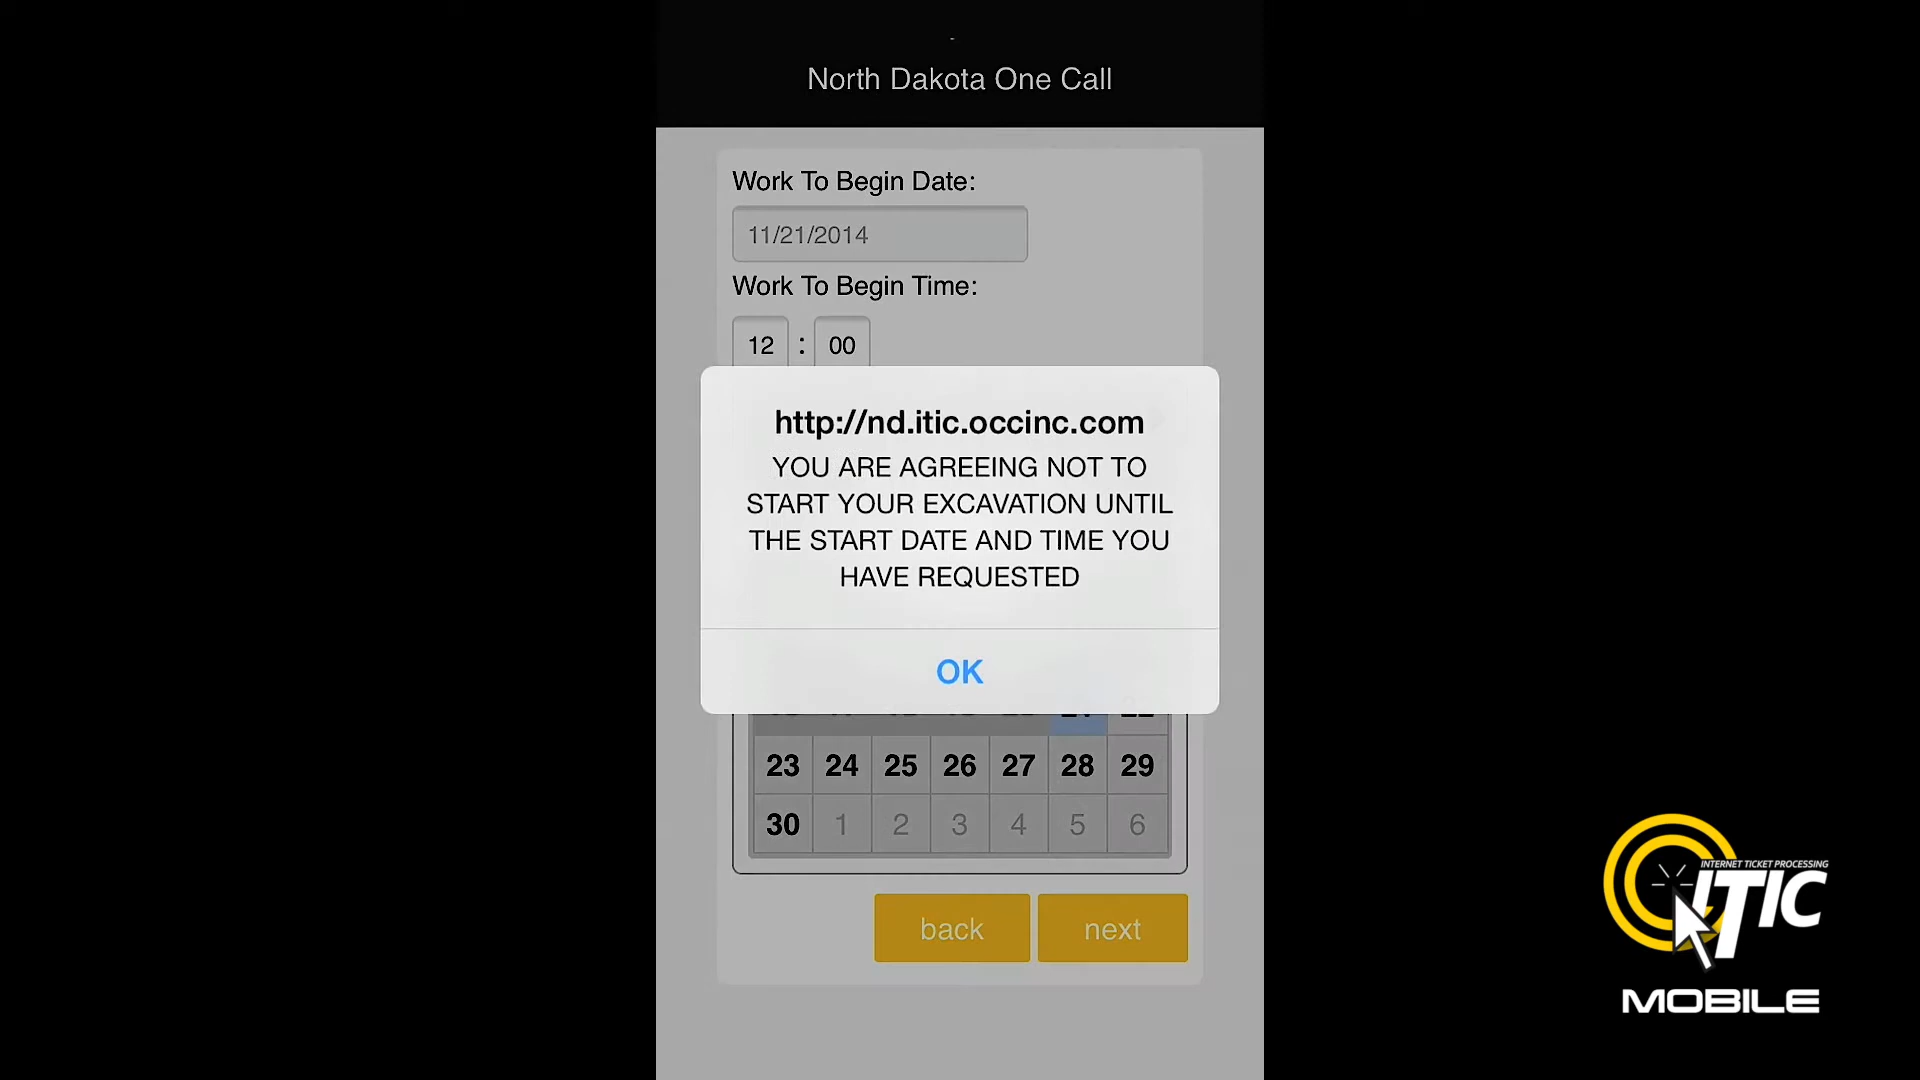 North Dakota One Call
Work To Begin Date:
11/21/2014
Work To Begin Time:
12 : 00
http://nd.itic.occinc.com
YOU ARE AGREEING NOT TO
START YOUR EXCAVATION UNTIL
THE START DATE AND TIME YOU
HAVE REQUESTED
OK
23 24 25 26 27 28 29
30 1 2 3 4 5 6
back next
INTERNET TICKET PROCESSING
ITIC
MOBILE